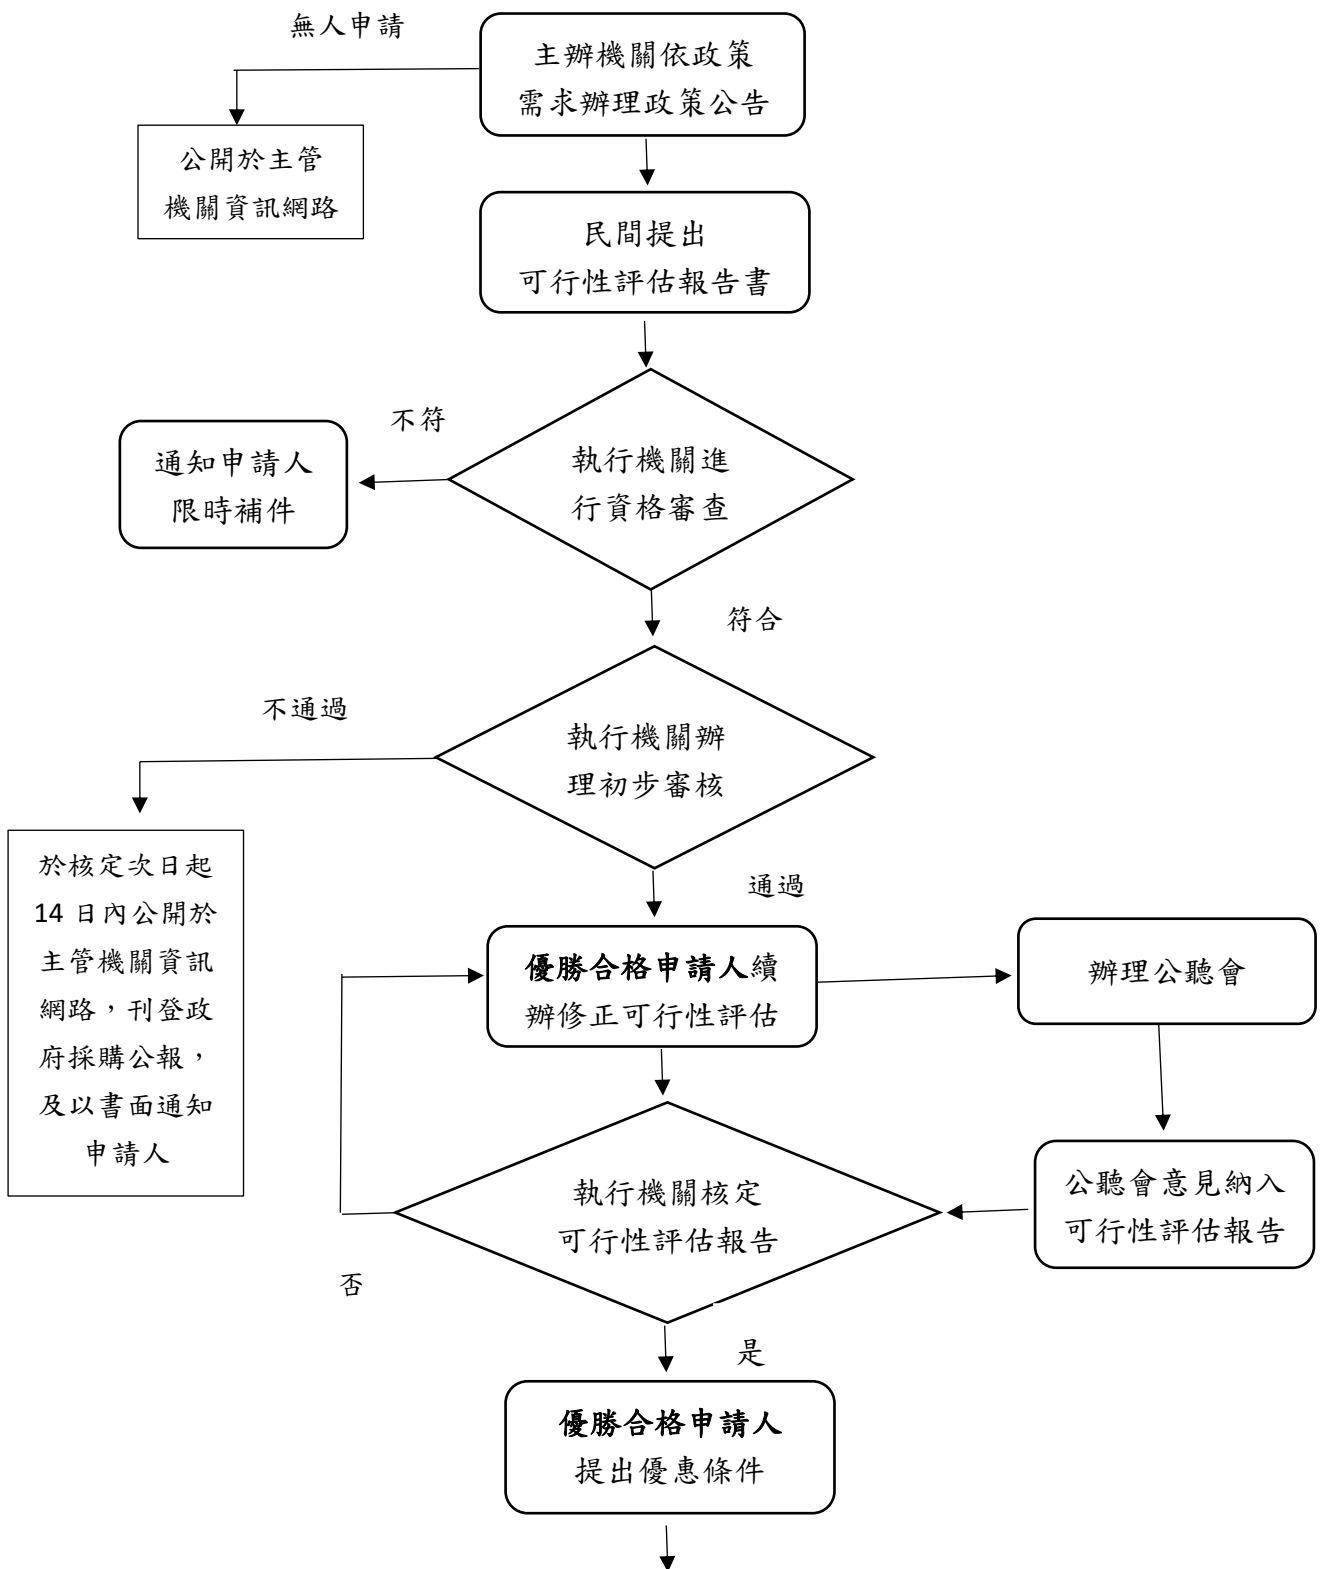 無人申請
主辦機關依政策
需求辦理政策公告
公開於主管
機關資訊網路
民間提出
可行性評估報告書
不符
通知申請人
限時補件
執行機關進
行資格審查
符合
不通過
執行機關辦
理初步審核
於核定次日起
14 日內公開於
主管機關資訊
網路，刊登政
府採購公報，
及以書面通知
申請人
通過
優勝合格申請人續
辦修正可行性評估
辦理公聽會
公聽會意見納入
可行性評估報告
執行機關核定
可行性評估報告
否
是
優勝合格申請人
提出優惠條件